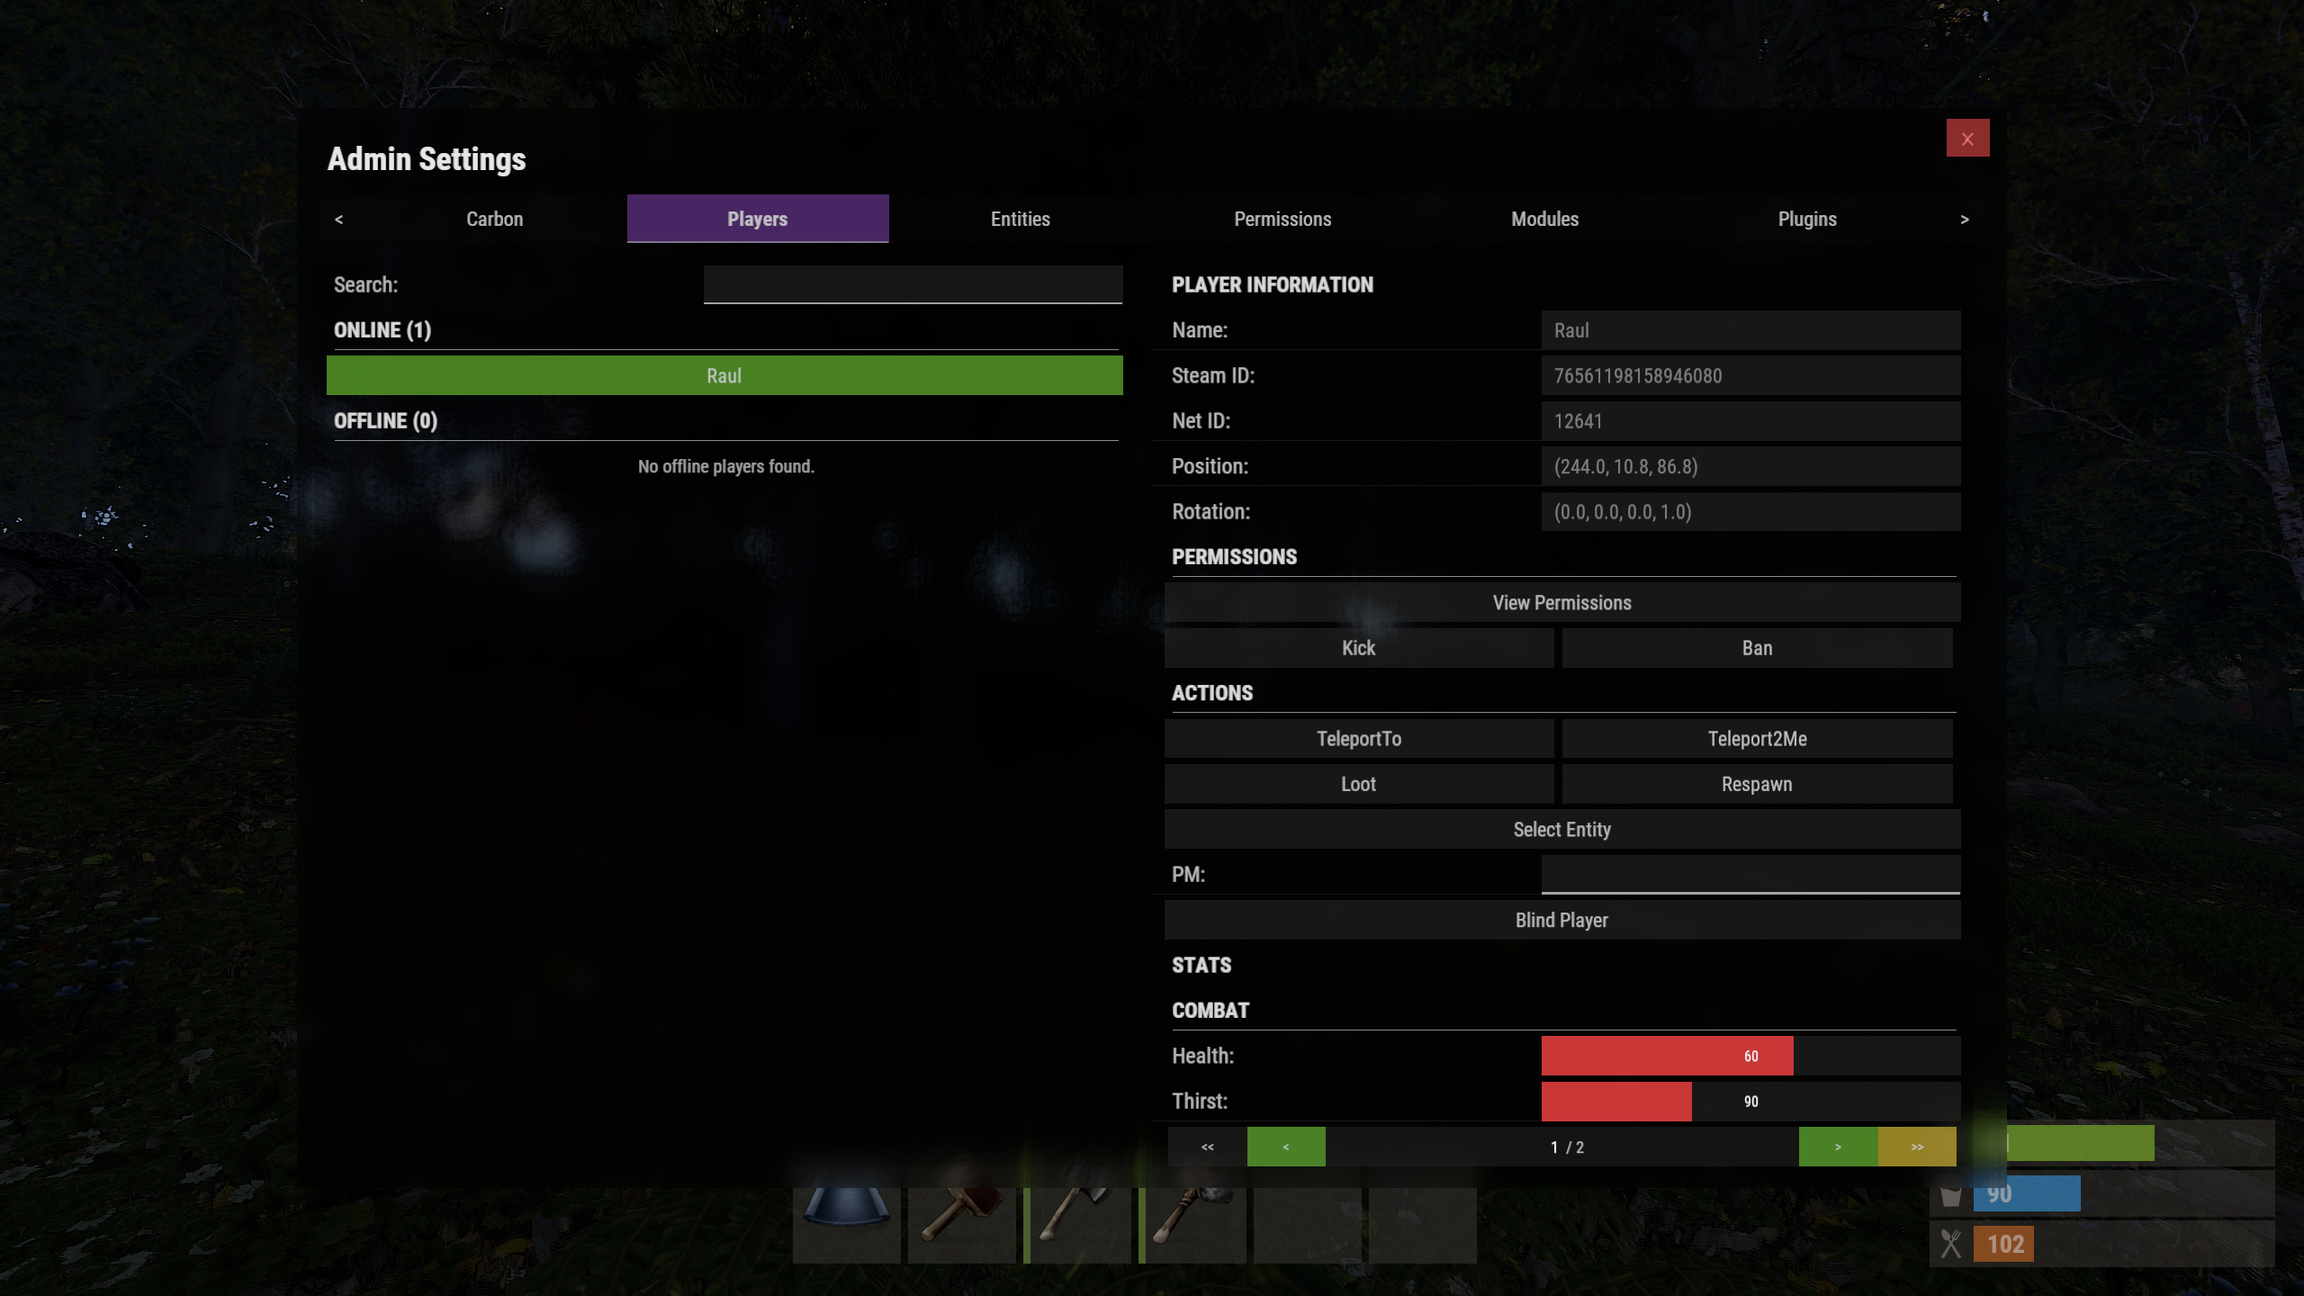 Admin Settings
X
< Carbon Players Entities Permissions Modules Plugins >
Search:
ONLINE (1)
Raul
OFFLINE (0)
No offline players found.
PLAYER INFORMATION
Name: Raul
Steam ID: 76561198158946080
Net ID: 12641
Position: (244.0, 10.8, 86.8)
Rotation: (0.0, 0.0, 0.0, 1.0)
PERMISSIONS
View Permissions
Kick Ban
ACTIONS
TeleportTo Teleport2Me
Loot Respawn
Select Entity
PM:
Blind Player
STATS
COMBAT
Health: 60
Thirst: 90
<< < 1 / 2 > >>
90
102